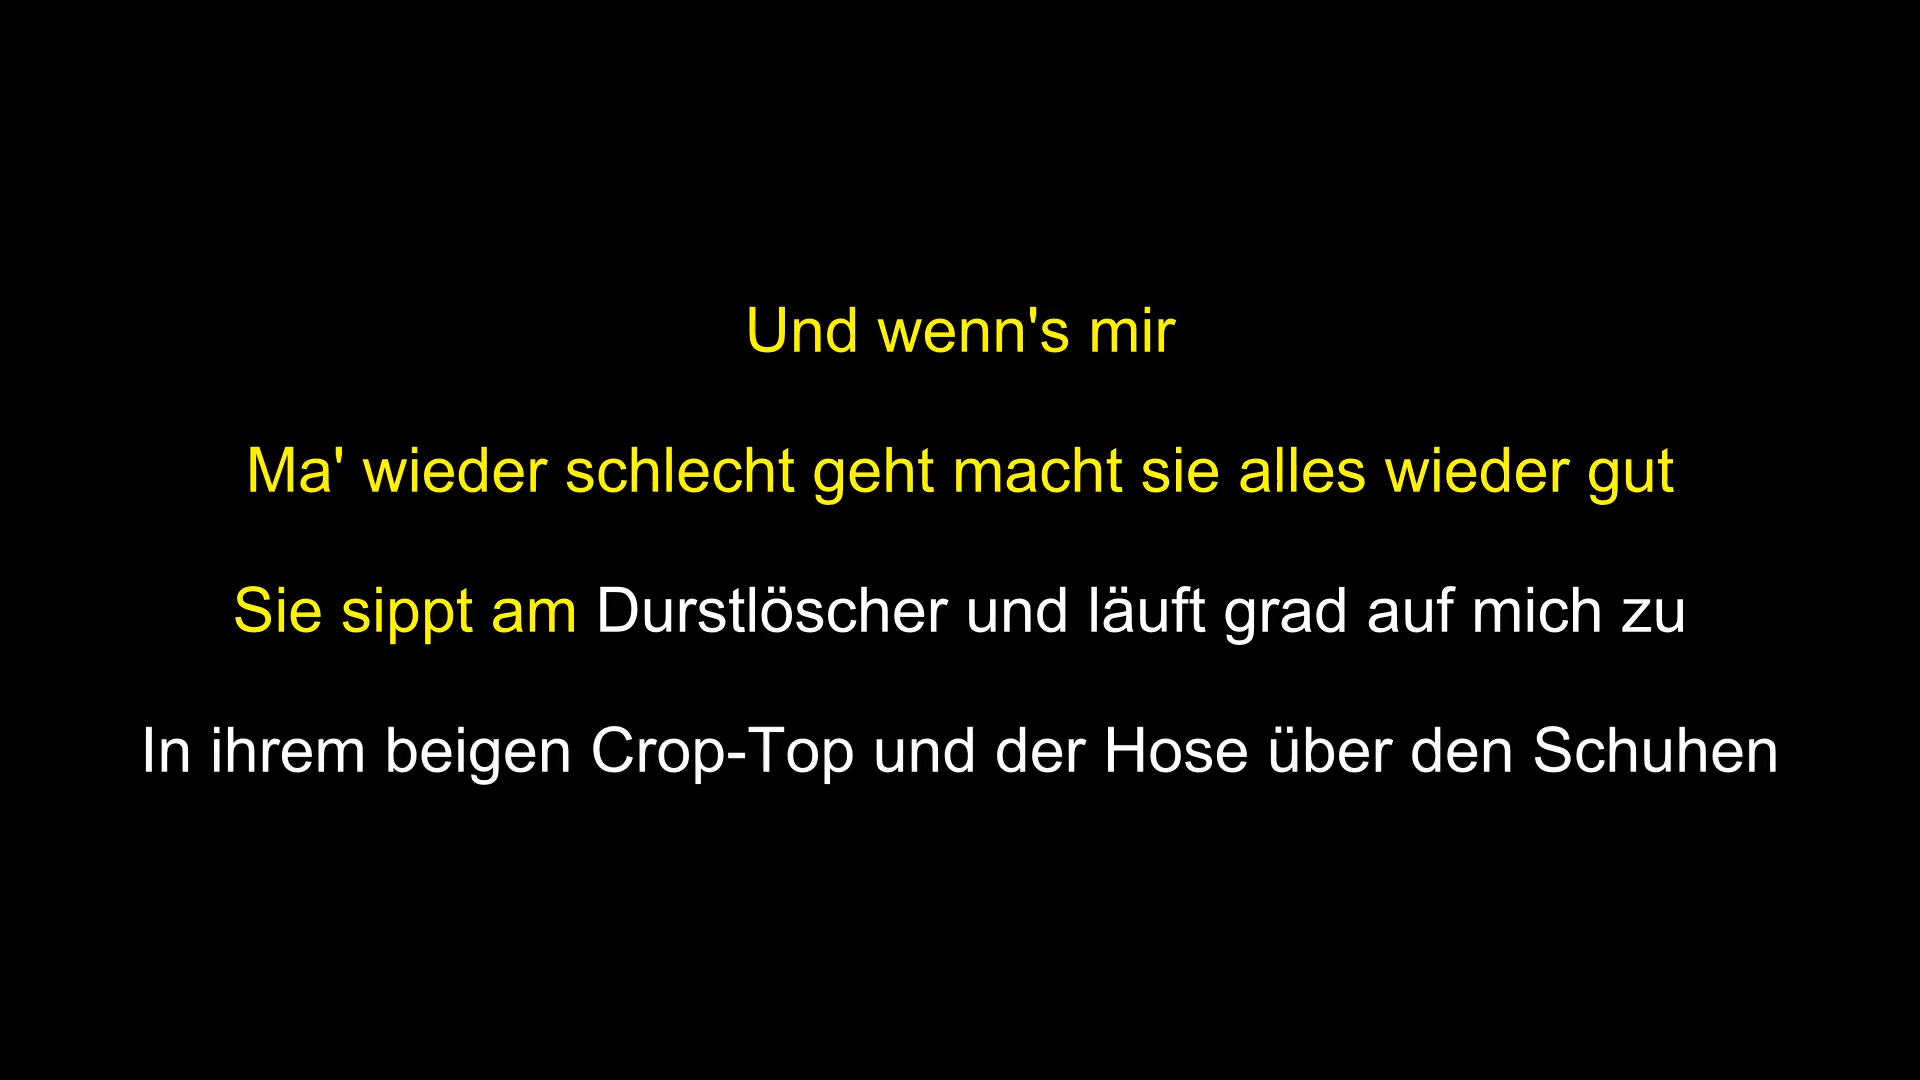 Und wenn's mir
Ma' wieder schlecht geht macht sie alles wieder gut
Sie sippt am Durstlöscher und läuft grad auf mich zu
In ihrem beigen Crop-Top und der Hose über den Schuhen